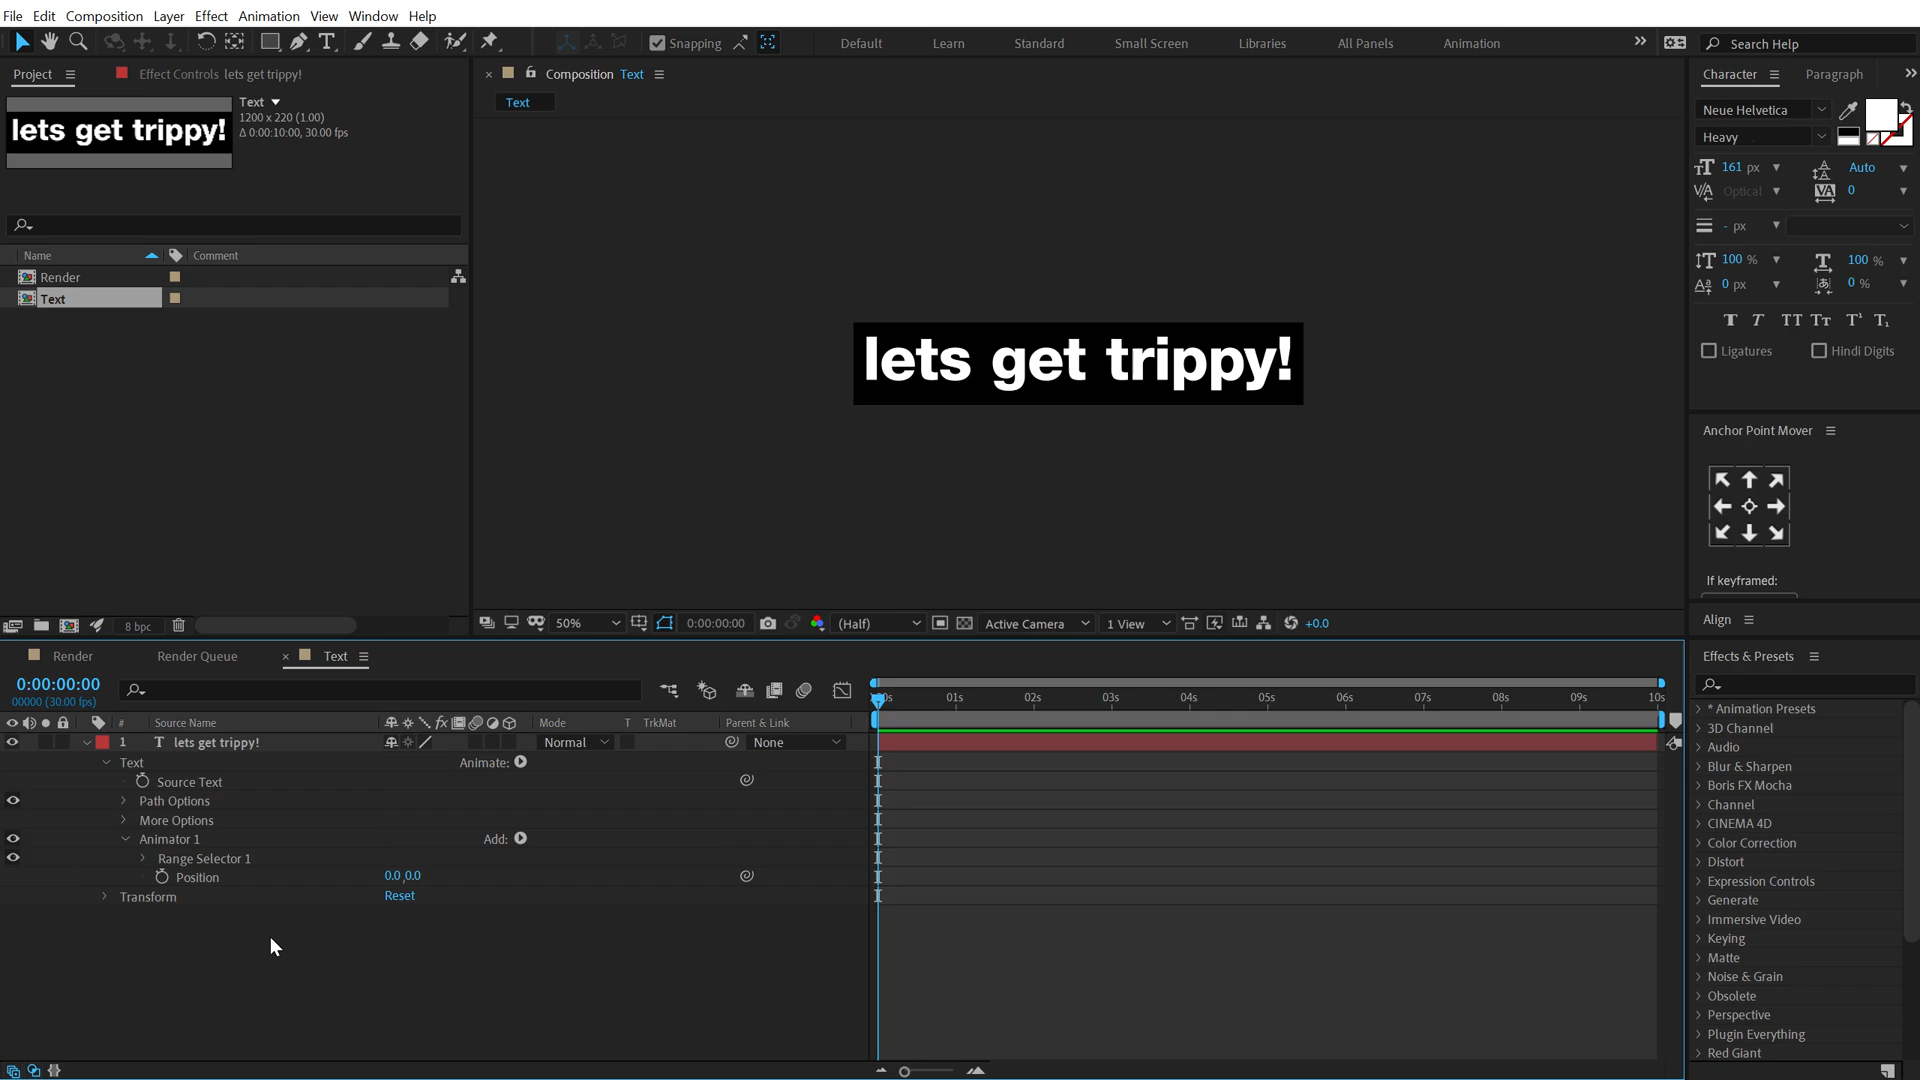 File Edit Composition Layer Effect Animation View Window Help
Snapping Default Learn Standard Small Screen Libraries All Panels Animation Search Help
Project Effect Controls lets get trippy!
Composition Text
Character Paragraph
Text
1200 x 220 (1.00)
Δ 0:00:10:00, 30.00 fps
lets get trippy!
Text
Neue Helvetica
Heavy
161 px Auto
Optical 0
- px
100 % 100 %
0 px 0 %
Ligatures Hindi Digits
Name Comment
Render
Text
lets get trippy!
Anchor Point Mover
If keyframed:
Align
8 bpc
50% 0:00:00:00 (Half) Active Camera 1 View +0.0
Render Render Queue Text
0:00:00:00
00000 (30.00 fps)
01s 02s 03s 04s 05s 06s 07s 08s 09s 10s
# Source Name Mode T TrkMat Parent & Link
1 T lets get trippy! Normal None
Text Animate:
Source Text
Path Options
More Options
Animator 1 Add:
Range Selector 1
Position 0.0,0.0
Transform Reset
Effects & Presets
* Animation Presets
3D Channel
Audio
Blur & Sharpen
Boris FX Mocha
Channel
CINEMA 4D
Color Correction
Distort
Expression Controls
Generate
Immersive Video
Keying
Matte
Noise & Grain
Obsolete
Perspective
Plugin Everything
Red Giant